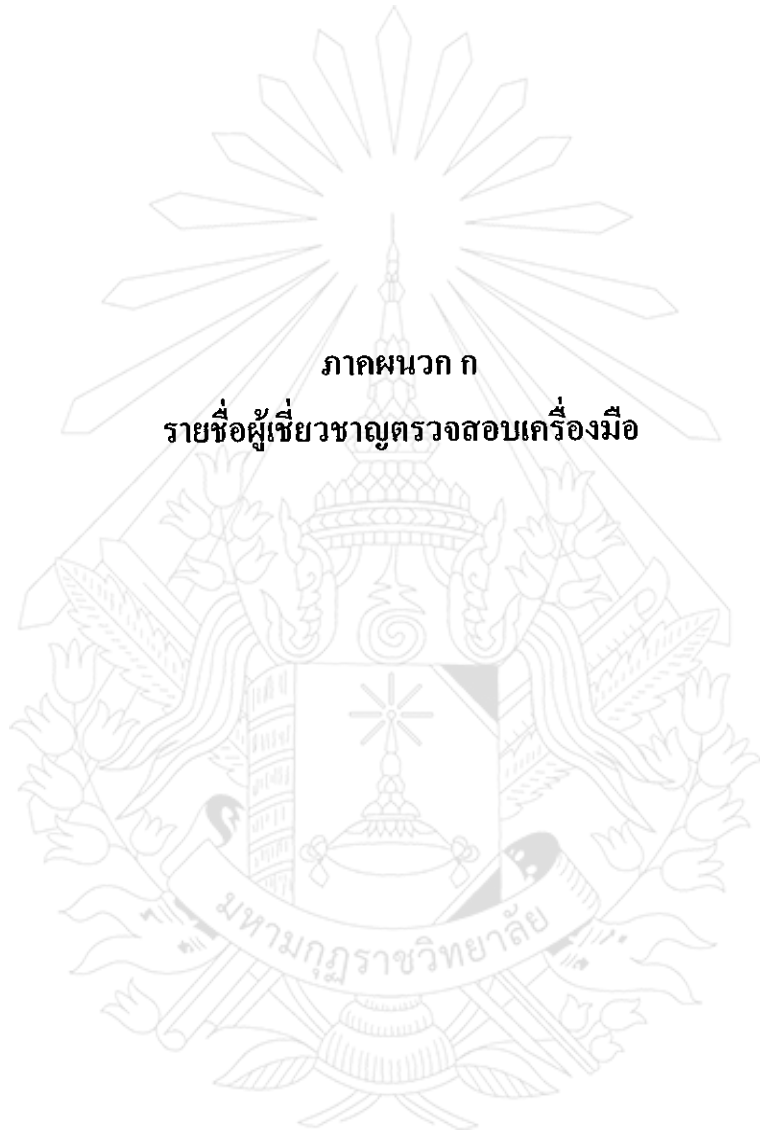 ภาคผนวก ก
รายชื่อผู้เชี่ยวชาญตรวจสอบเครื่องมือ
มหามกุฏราชวิทยาลัย